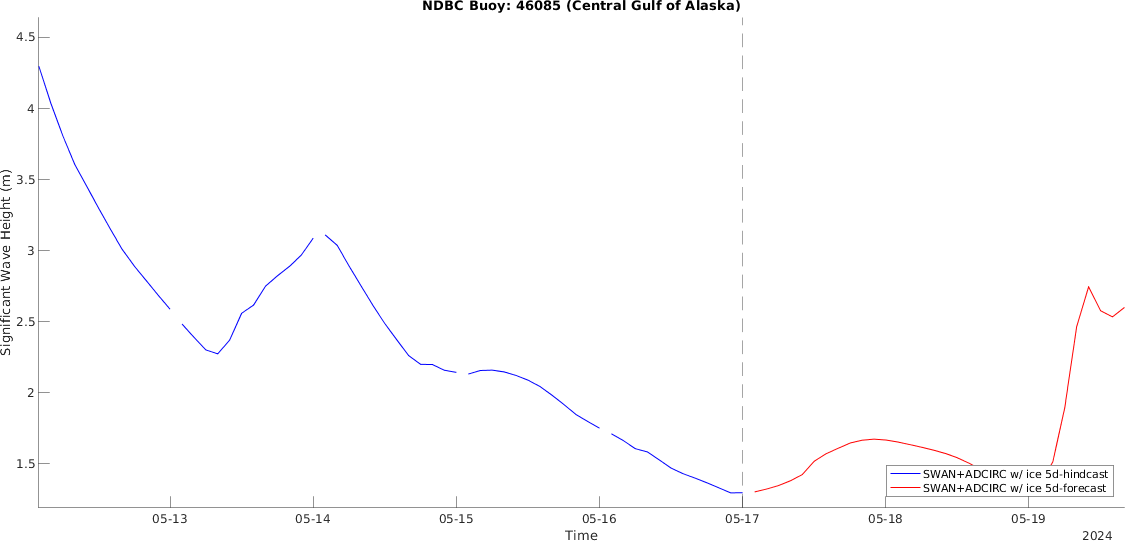 NDBC Buoy: 46085 (Central Gulf of Alaska)
Significant Wave Height (m)
4.5
4
3.5
3
2.5
2
1.5
SWAN+ADCIRC w/ ice 5d-hindcast
SWAN+ADCIRC w/ ice 5d-forecast
05-13 05-14 05-15 05-16 05-17 05-18 05-19
Time
2024